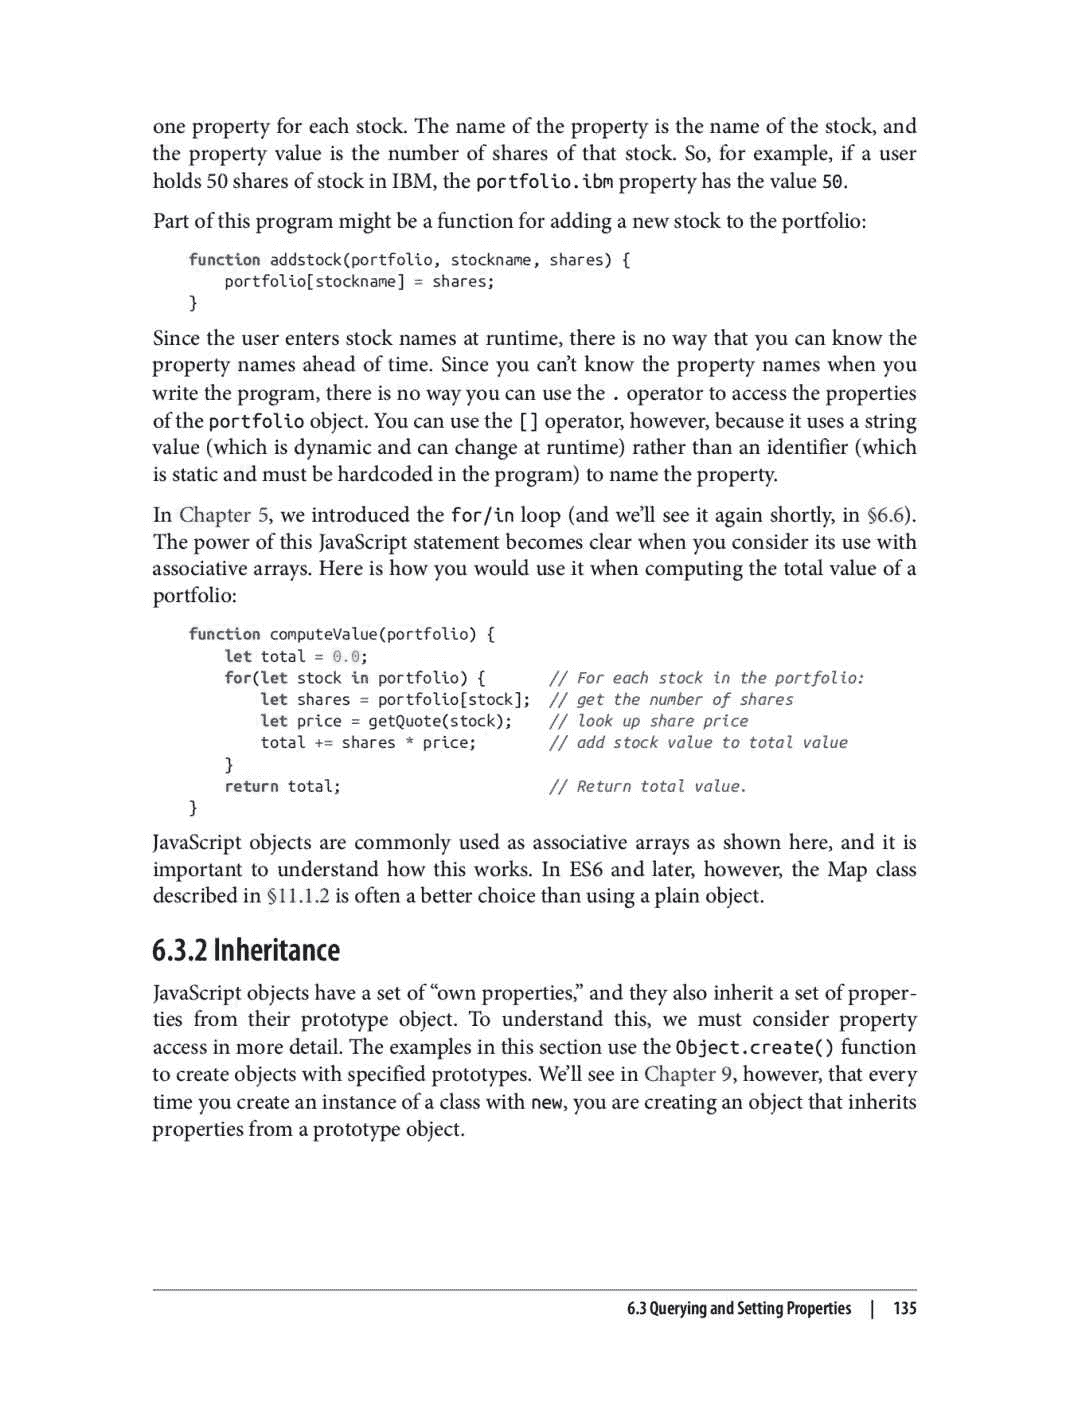 one property for each stock. The name of the property is the name of the stock, and
the property value is the number of shares of that stock. So, for example, if a user
holds 50 shares of stock in IBM, the portfolio.ibm property has the value 50.
Part of this program might be a function for adding a new stock to the portfolio:
function addstock(portfolio, stockname, shares) {
    portfolio[stockname] = shares;
}
Since the user enters stock names at runtime, there is no way that you can know the
property names ahead of time. Since you can’t know the property names when you
write the program, there is no way you can use the . operator to access the properties
of the portfolio object. You can use the [] operator, however, because it uses a string
value (which is dynamic and can change at runtime) rather than an identifier (which
is static and must be hardcoded in the program) to name the property.
In Chapter 5, we introduced the for/in loop (and we’ll see it again shortly, in §6.6).
The power of this JavaScript statement becomes clear when you consider its use with
associative arrays. Here is how you would use it when computing the total value of a
portfolio:
function computeValue(portfolio) {
    let total = 0.0;
    for(let stock in portfolio) {       // For each stock in the portfolio:
        let shares = portfolio[stock];  // get the number of shares
        let price = getQuote(stock);    // look up share price
        total += shares * price;        // add stock value to total value
    }
    return total;                       // Return total value.
}
JavaScript objects are commonly used as associative arrays as shown here, and it is
important to understand how this works. In ES6 and later, however, the Map class
described in §11.1.2 is often a better choice than using a plain object.
6.3.2 Inheritance
JavaScript objects have a set of “own properties,” and they also inherit a set of proper-
ties from their prototype object. To understand this, we must consider property
access in more detail. The examples in this section use the Object.create() function
to create objects with specified prototypes. We’ll see in Chapter 9, however, that every
time you create an instance of a class with new, you are creating an object that inherits
properties from a prototype object.
6.3 Querying and Setting Properties | 135